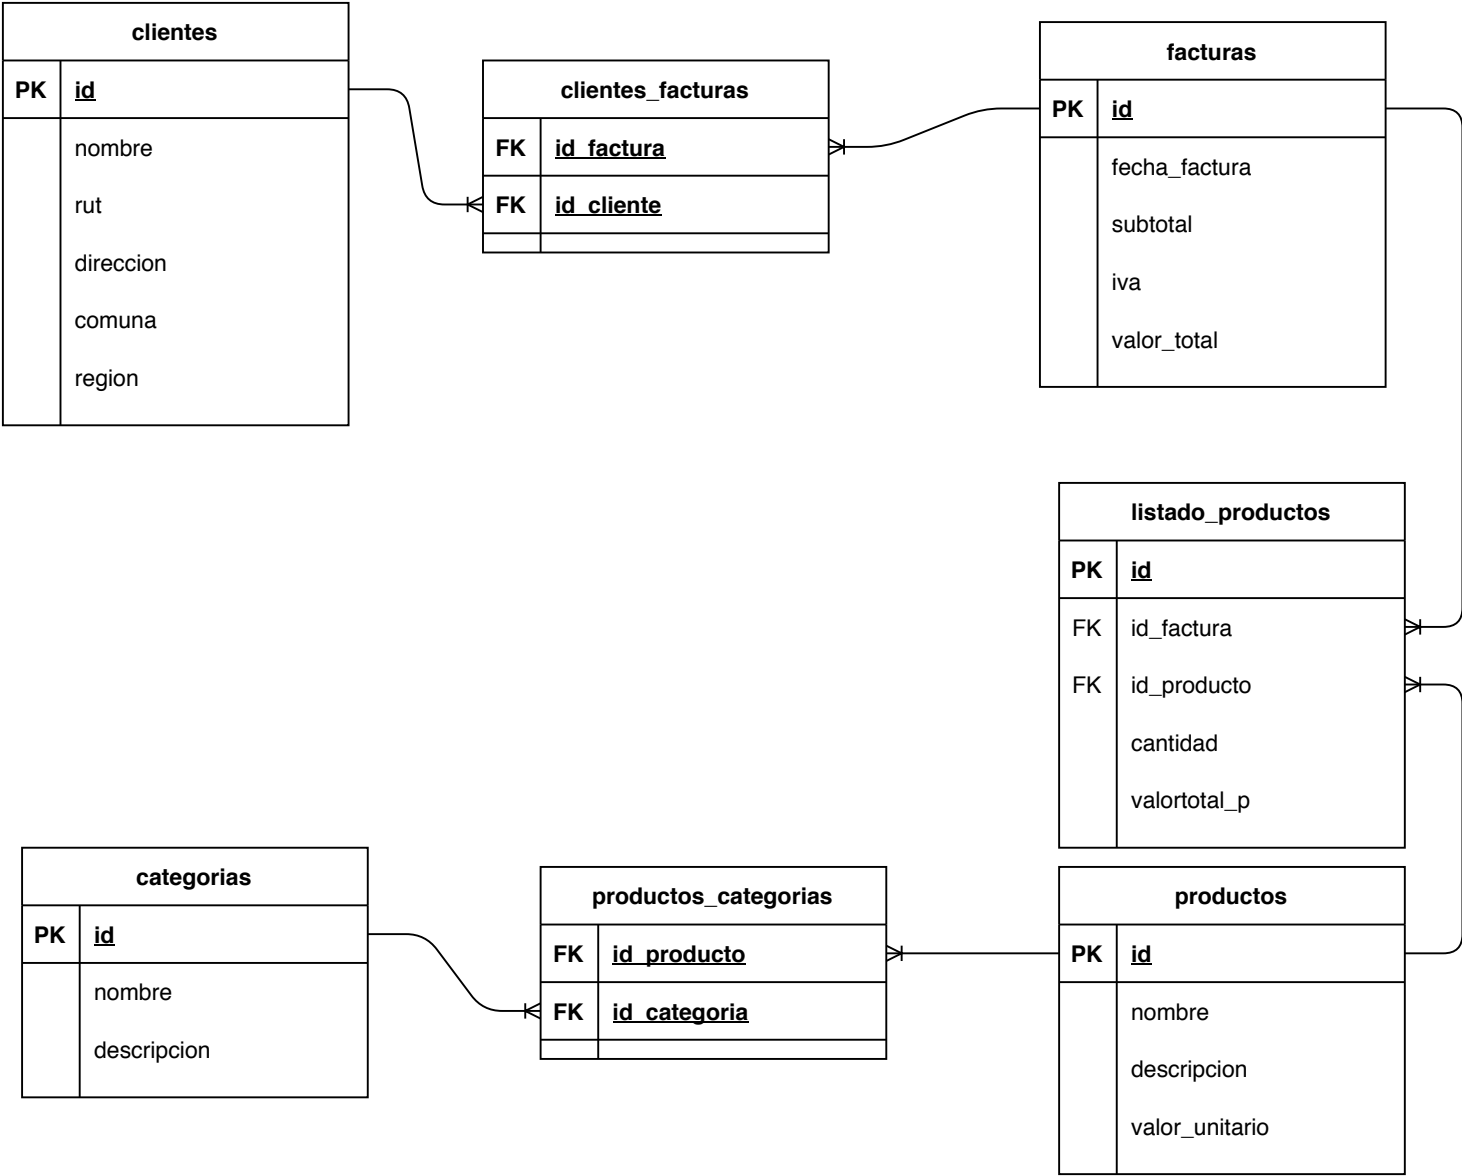 clientes
PK id
nombre
rut
direccion
comuna
region
clientes_facturas
FK id_factura
FK id_cliente
facturas
PK id
fecha_factura
subtotal
iva
valor_total
listado_productos
PK id
FK id_factura
FK id_producto
cantidad
valortotal_p
categorias
PK id
nombre
descripcion
productos_categorias
FK id_producto
FK id_categoria
productos
PK id
nombre
descripcion
valor_unitario